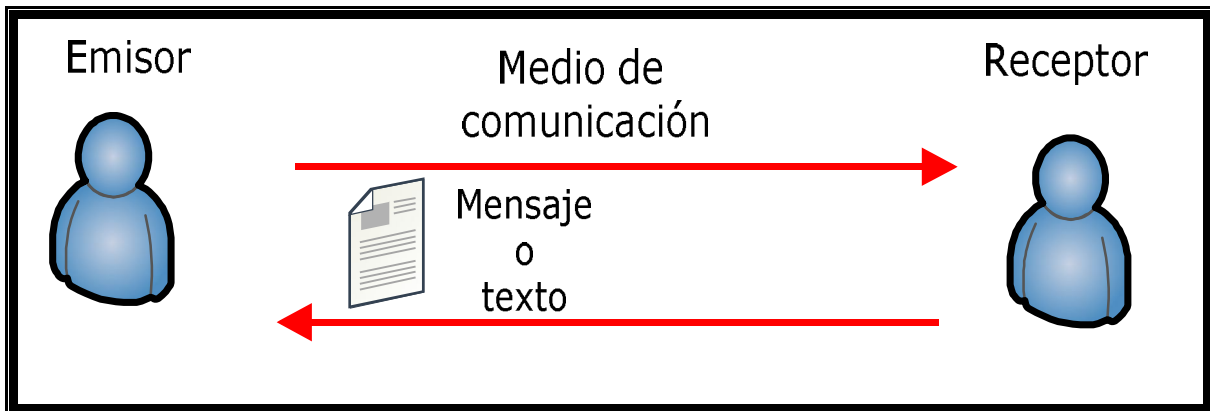 Emisor
Medio de
comunicación
Receptor
Mensaje
o
texto